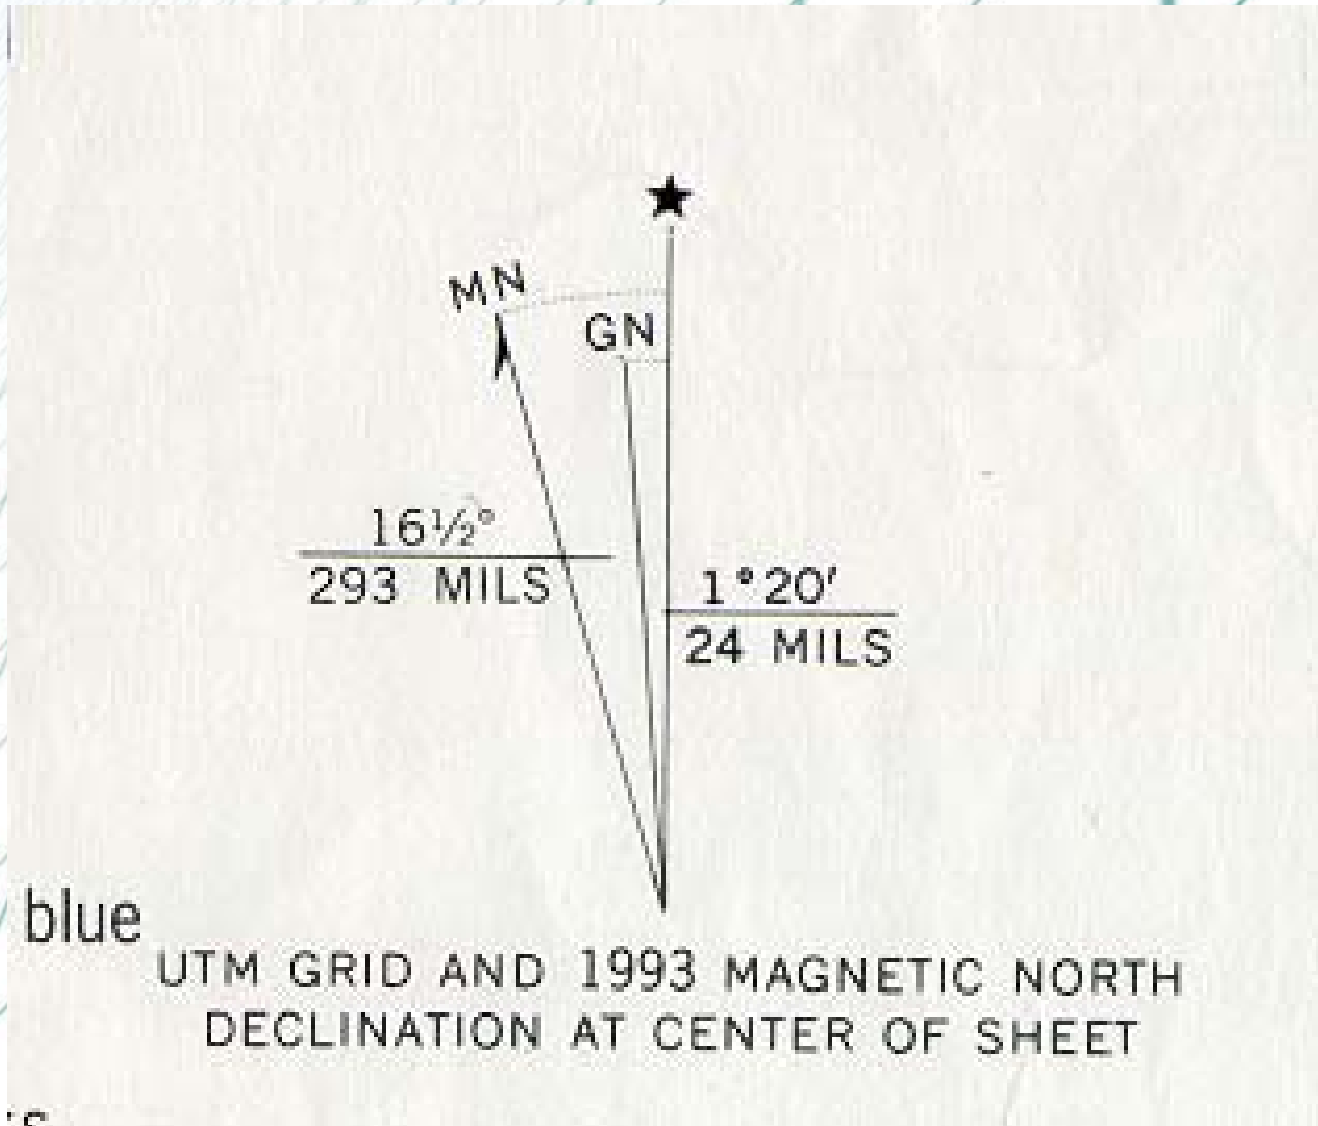 MN
GN
16½°
293 MILS
1°20′
24 MILS
blue
UTM GRID AND 1993 MAGNETIC NORTH
DECLINATION AT CENTER OF SHEET